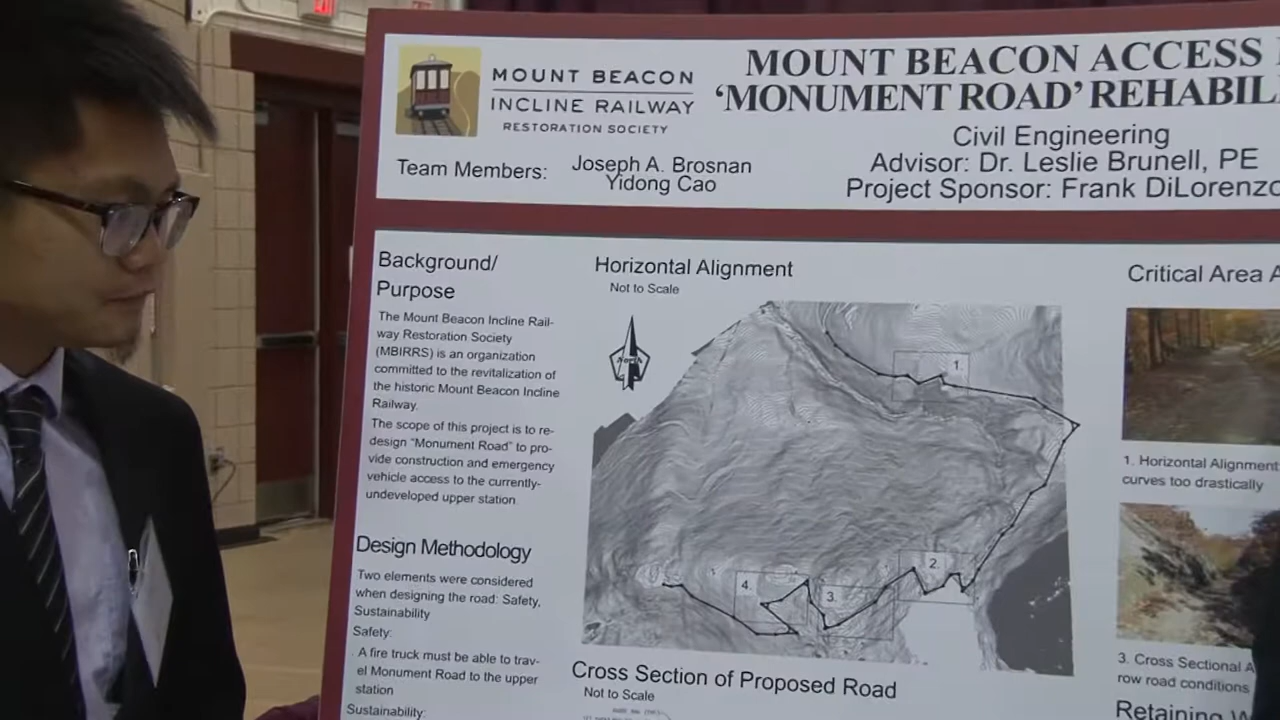 EXIT
MOUNT BEACON
INCLINE RAILWAY
RESTORATION SOCIETY
MOUNT BEACON ACCESS
'MONUMENT ROAD' REHABIL
Civil Engineering
Advisor: Dr. Leslie Brunell, PE
Project Sponsor: Frank DiLorenzo
Team Members: Joseph A. Brosnan
Yidong Cao
Background/
Purpose
The Mount Beacon Incline Rail-
way Restoration Society
(MBIRRS) is an organization
committed to the revitalization of
the historic Mount Beacon Incline
Railway.
The scope of this project is to re-
design "Monument Road" to pro-
vide construction and emergency
vehicle access to the currently-
undeveloped upper station.
Design Methodology
Two elements were considered
when designing the road: Safety,
Sustainability
Safety:
. A fire truck must be able to trav-
el Monument Road to the upper
station
Sustainability:
Horizontal Alignment
Not to Scale
North
1.
2.
3.
4.
Cross Section of Proposed Road
Not to Scale
Critical Area A
1. Horizontal Alignment
curves too drastically
3. Cross Sectional A
row road conditions
Retaining W